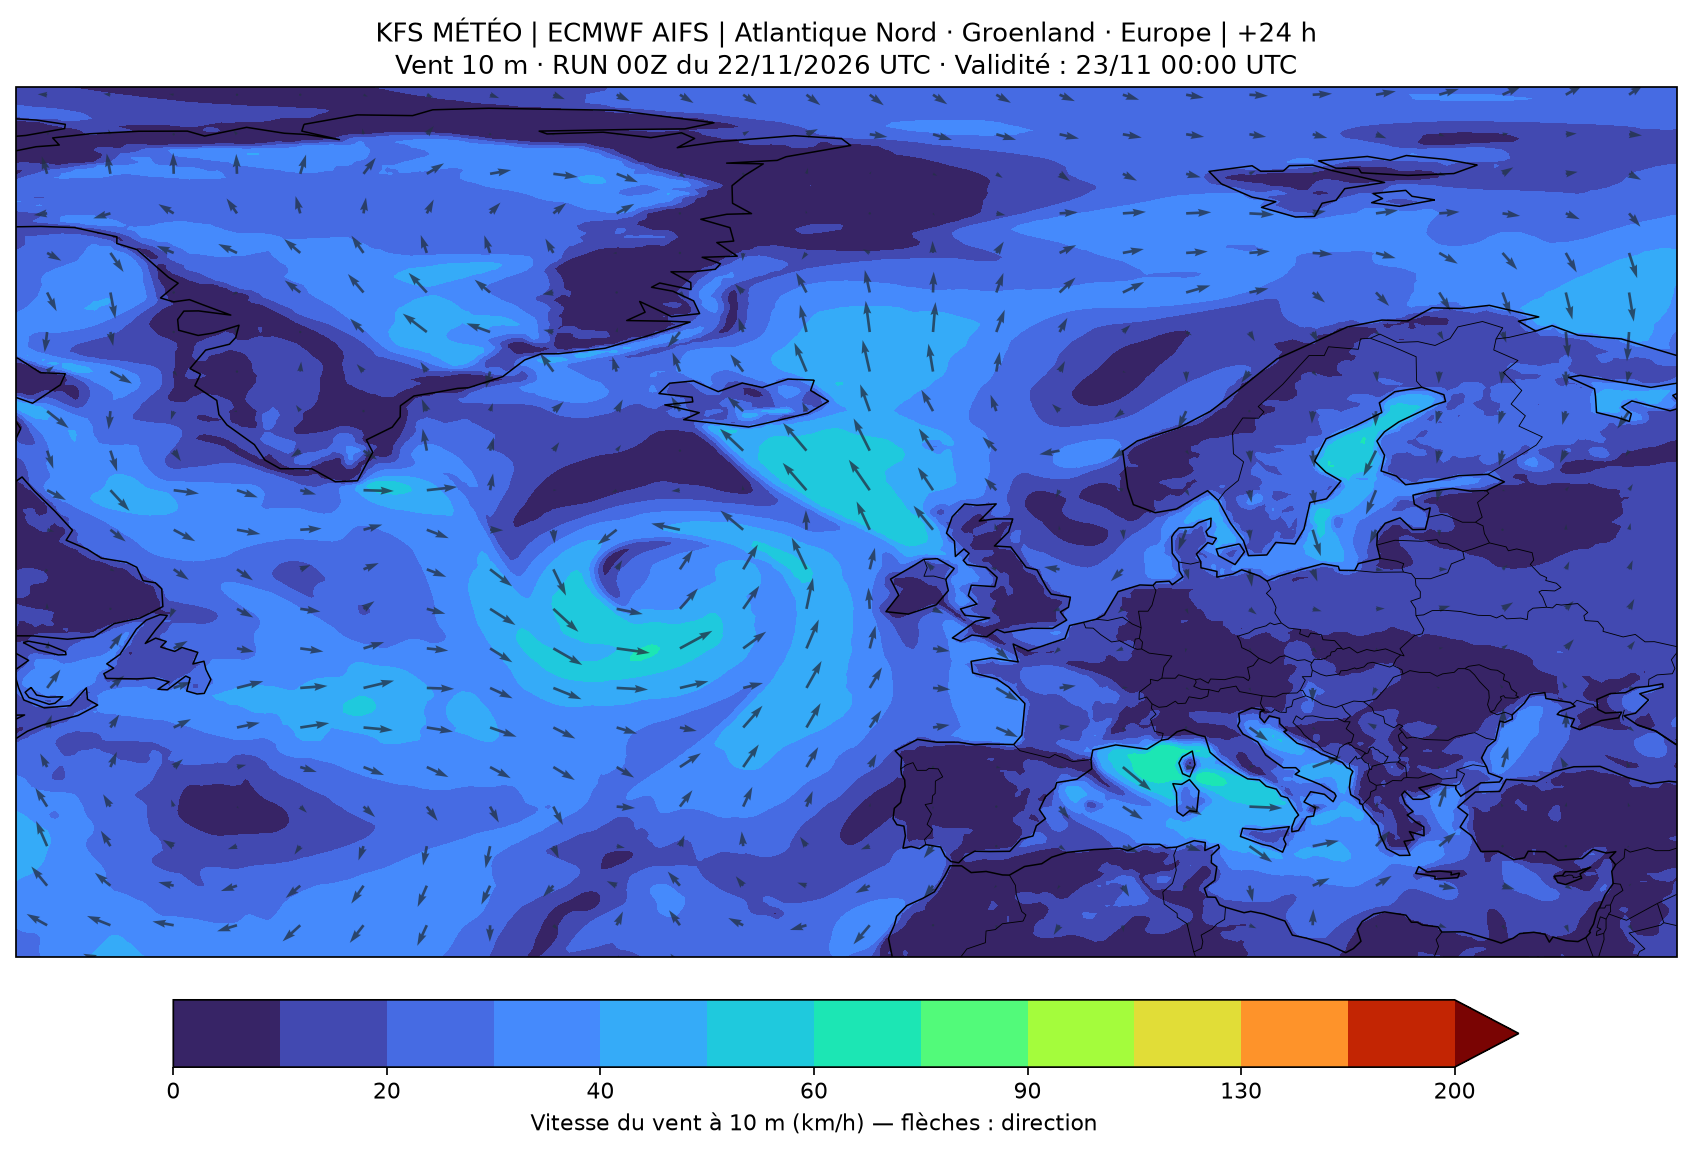 KFS MÉTÉO | ECMWF AIFS | Atlantique Nord · Groenland · Europe | +24 h
Vent 10 m · RUN 00Z du 22/11/2026 UTC · Validité : 23/11 00:00 UTC
0 20 40 60 90 130 200
Vitesse du vent à 10 m (km/h) — flèches : direction